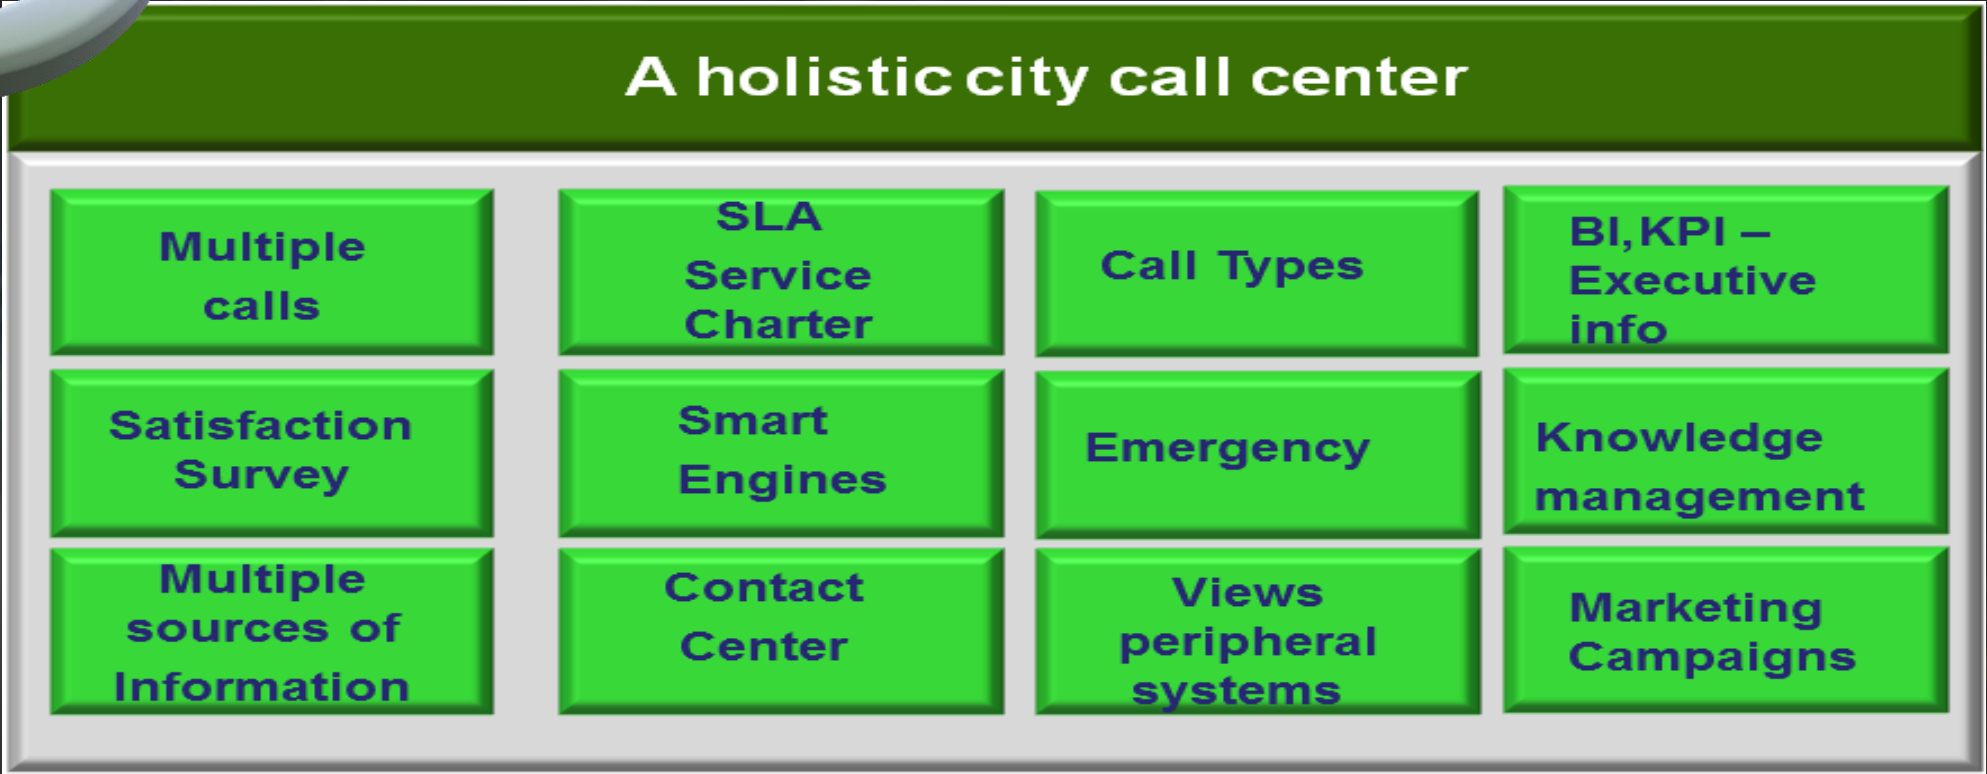 A holistic city call center
Multiple
calls
SLA
Service
Charter
Call Types
BI,KPI –
Executive
info
Satisfaction
Survey
Smart
Engines
Emergency
Knowledge
management
Multiple
sources of
Information
Contact
Center
Views
peripheral
systems
Marketing
Campaigns